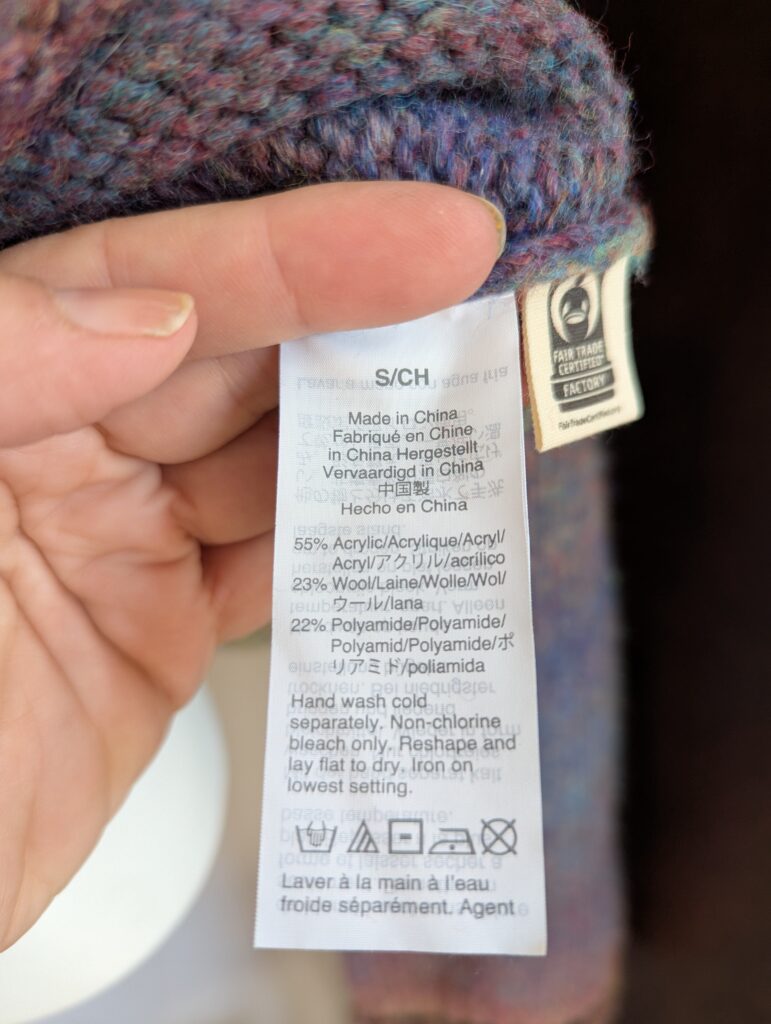 S/CH
Made in China
Fabriqué en Chine
in China Hergestellt
Vervaardigd in China
中国製
Hecho en China
55% Acrylic/Acrylique/Acryl/
Acryl/アクリル/acrilico
23% Wool/Laine/Wolle/Wol/
ウール/lana
22% Polyamide/Polyamide/
Polyamid/Polyamide/ポ
リアミド/poliamida
Hand wash cold
separately. Non-chlorine
bleach only. Reshape and
lay flat to dry. Iron on
lowest setting.
Laver à la main à l'eau
froide séparément. Agent
FAIR TRADE
CERTIFIED
FACTORY